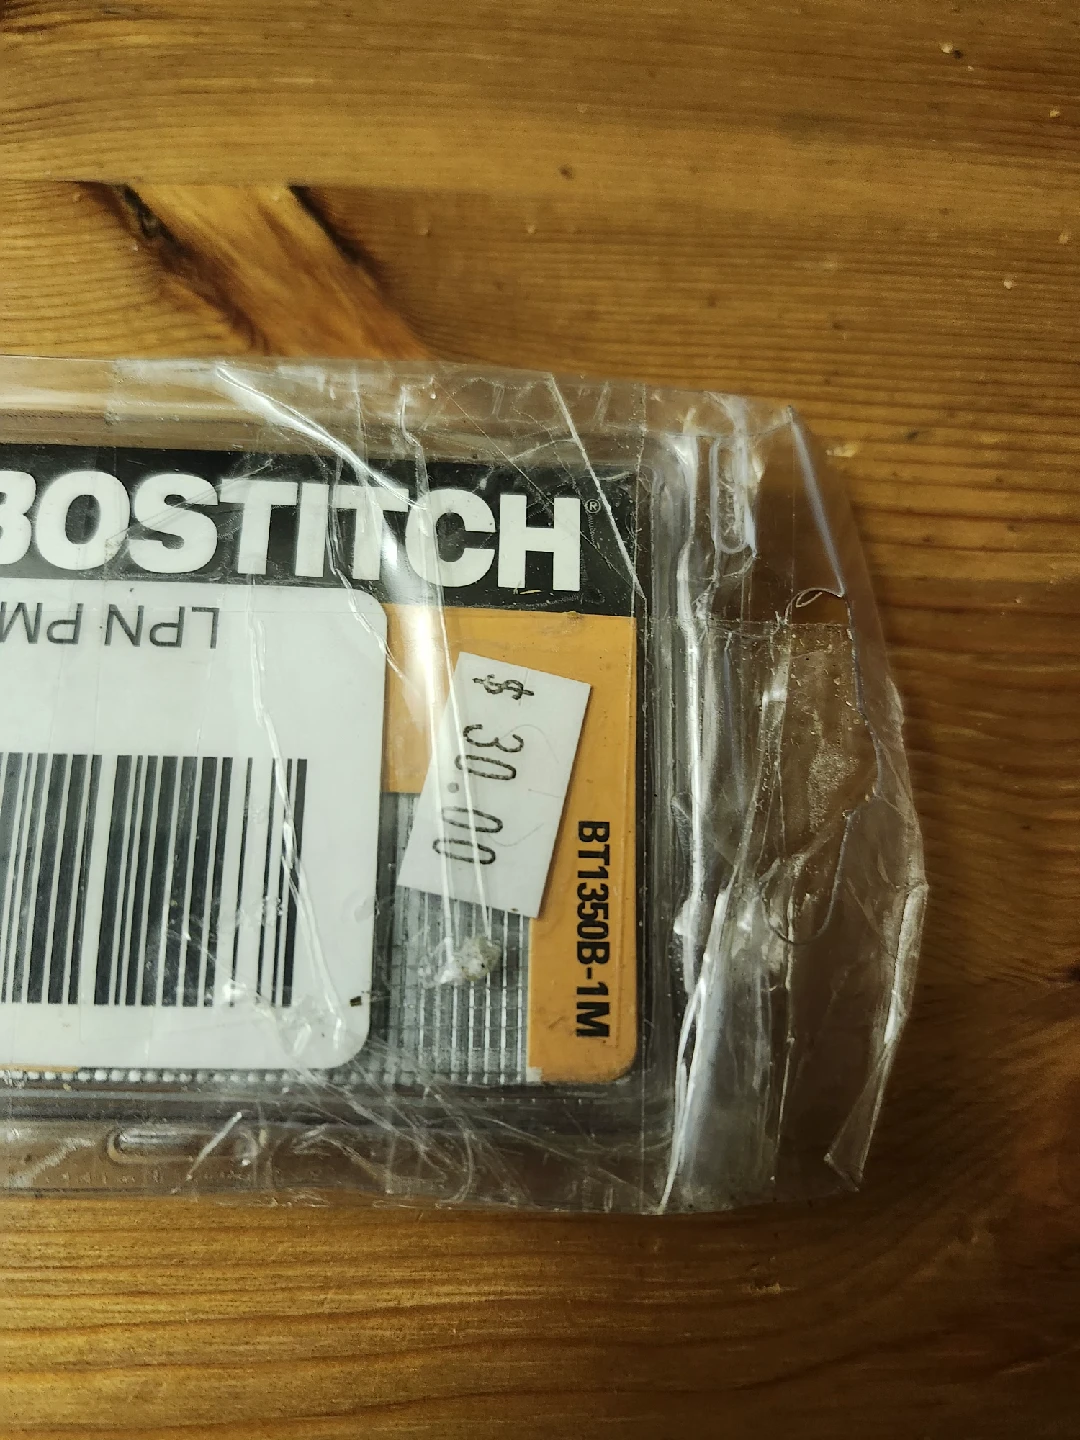 BOSTITCH®
LPN PM
$ 30.00
BT1350B-1M